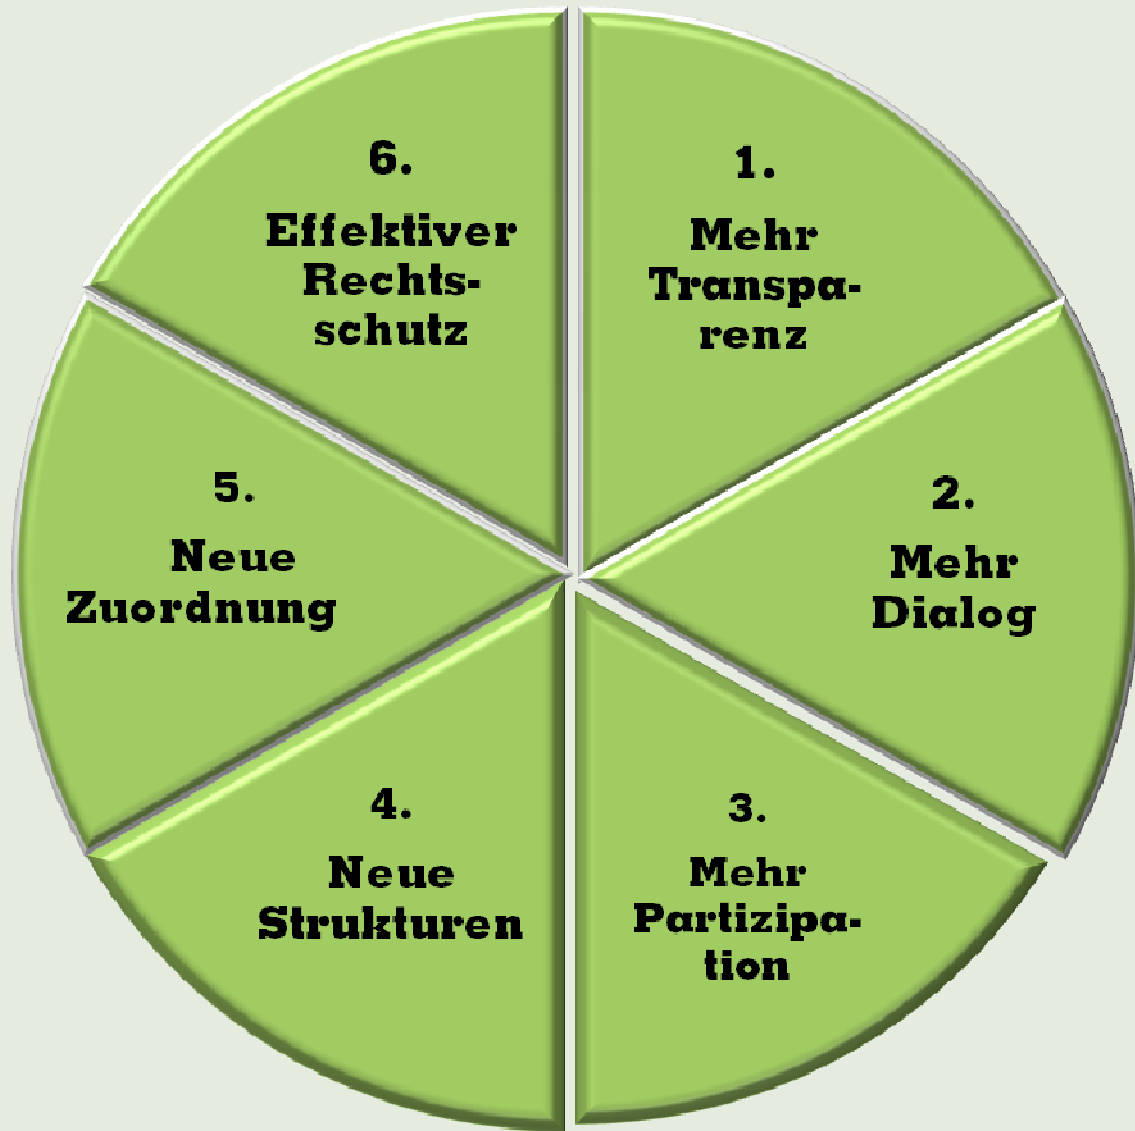 1.
Mehr
Transpa-
renz
2.
Mehr
Dialog
3.
Mehr
Partizipa-
tion
4.
Neue
Strukturen
5.
Neue
Zuordnung
6.
Effektiver
Rechts-
schutz